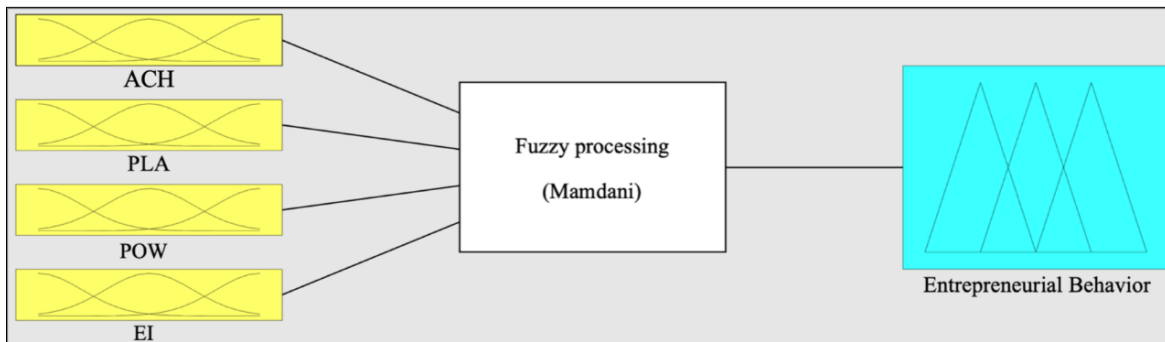 ACH
PLA
POW
EI
Fuzzy processing
(Mamdani)
Entrepreneurial Behavior